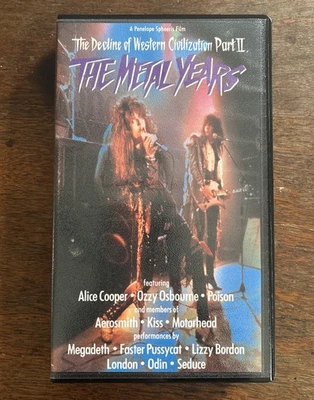 A Penelope Spheeris Film
The Decline of Western Civilization Part II,
THE METAL YEARS
featuring
Alice Cooper • Ozzy Osbourne • Poison
and members of
Aerosmith • Kiss • Motorhead
performances by
Megadeth • Faster Pussycat • Lizzy Bordon
London • Odin • Seduce